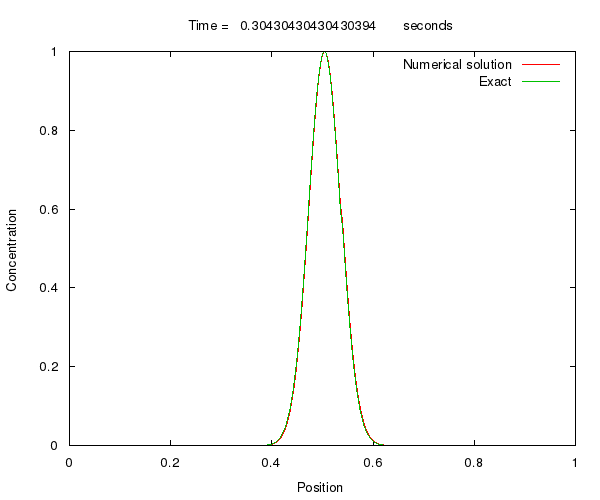 Time = 0.30430430430430394 seconds
Numerical solution
Exact
1
0.8
0.6
0.4
0.2
0
Concentration
0 0.2 0.4 0.6 0.8 1
Position